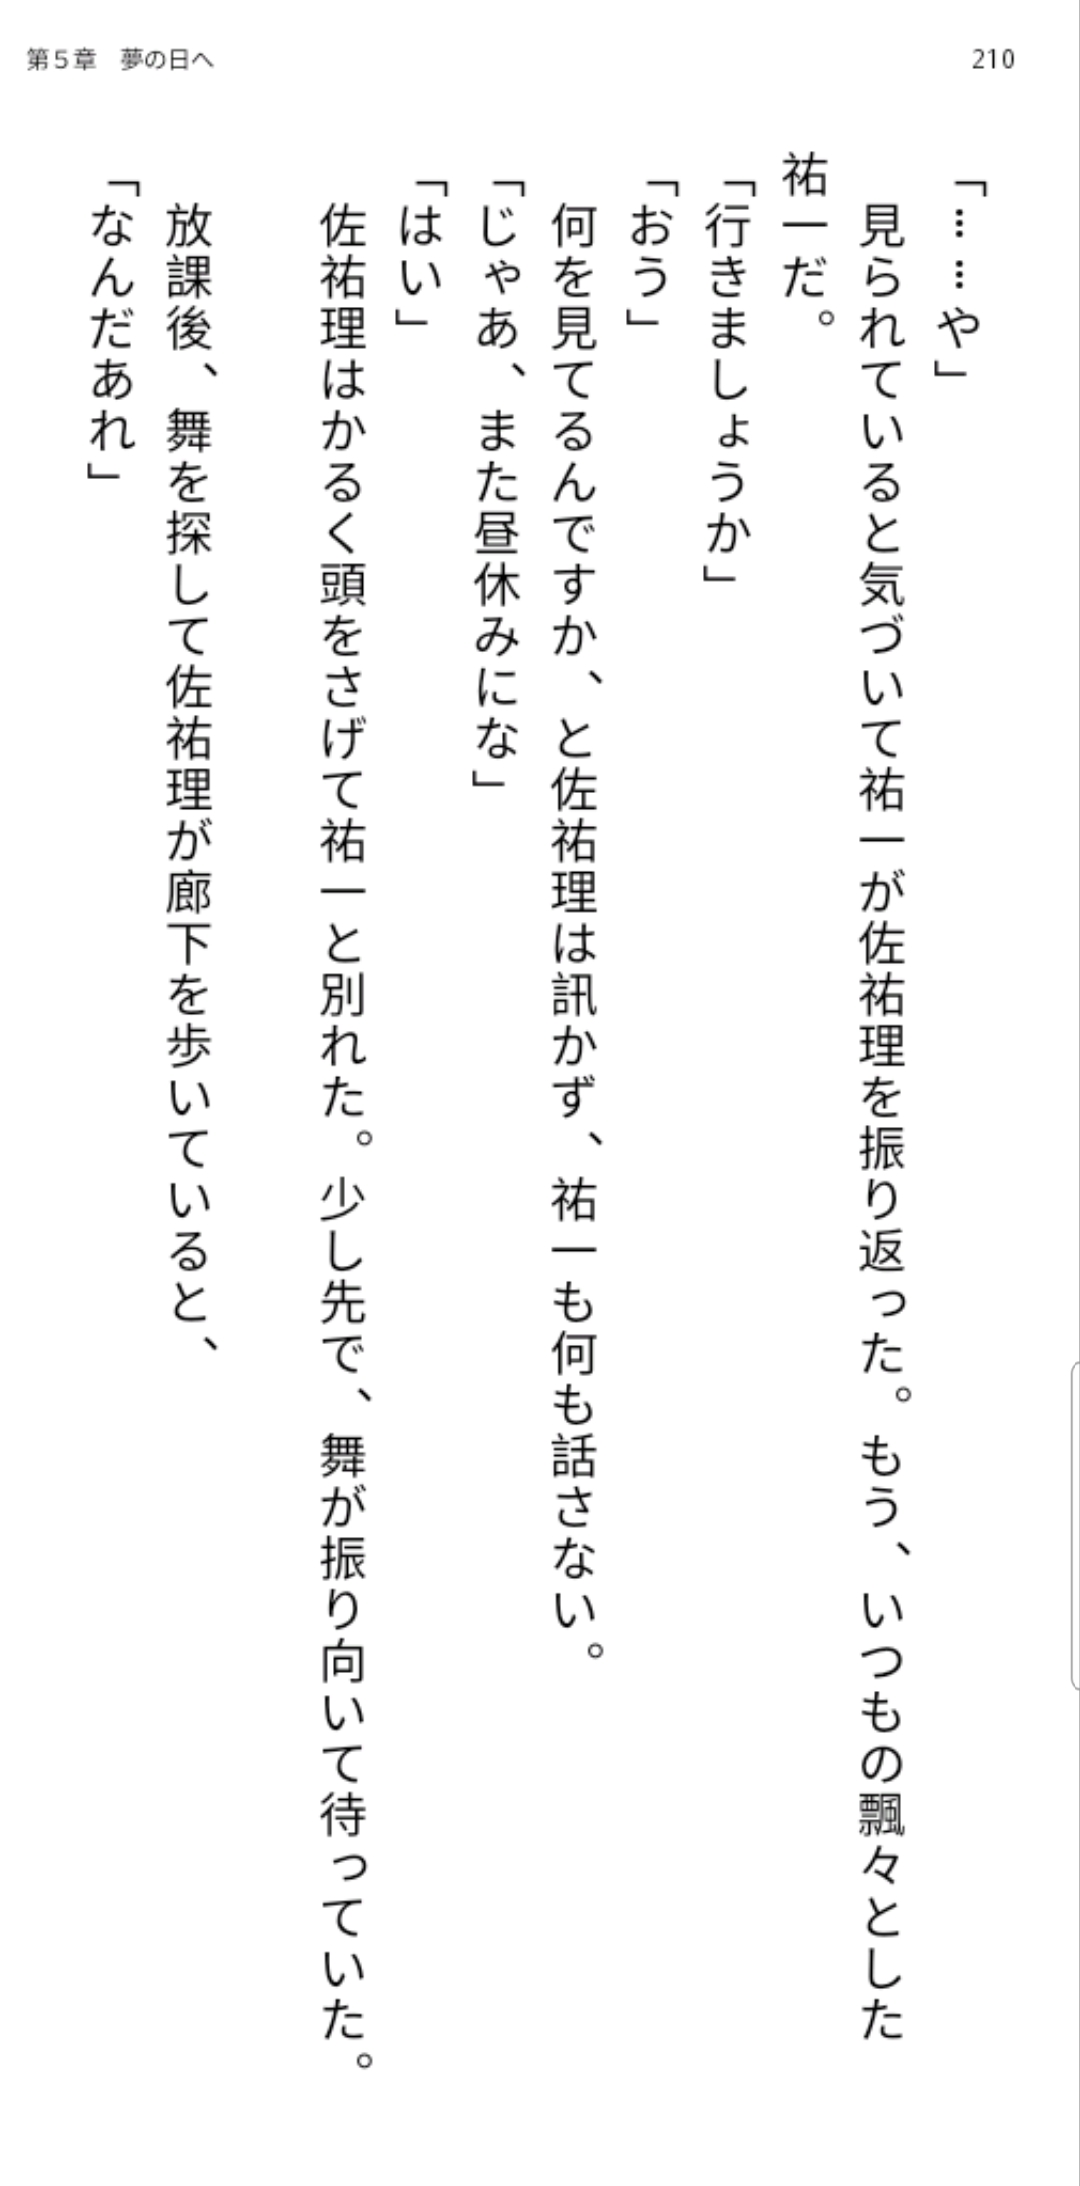 第5章　夢の日へ
210
「……や」
　見られていると気づいて祐一が佐祐理を振り返った。もう、いつもの飄々とした
祐一だ。
「行きましょうか」
「おう」
　何を見てるんですか、と佐祐理は訊かず、祐一も何も話さない。
「じゃあ、また昼休みにな」
「はい」
　佐祐理はかるく頭をさげて祐一と別れた。少し先で、舞が振り向いて待っていた。
　放課後、舞を探して佐祐理が廊下を歩いていると、
「なんだあれ」